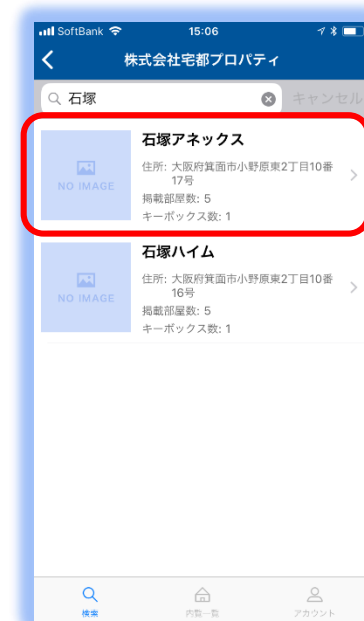 SoftBank 15:06
株式会社宅都プロパティ
石塚 キャンセル
石塚アネックス
住所: 大阪府箕面市小野原東2丁目10番
17号
掲載部屋数: 5
キーボックス数: 1
NO IMAGE
石塚ハイム
住所: 大阪府箕面市小野原東2丁目10番
16号
掲載部屋数: 5
キーボックス数: 1
NO IMAGE
検索 内覧一覧 アカウント